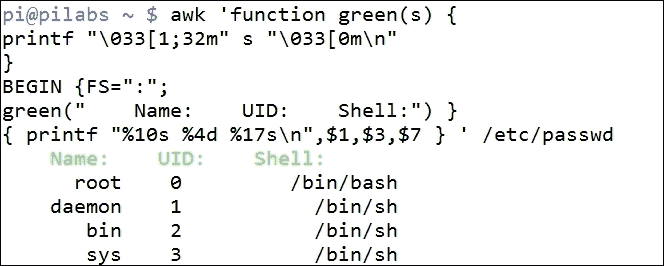 pi@pilabs ~ $ awk 'function green(s) {
printf "\033[1;32m" s "\033[0m\n"
}
BEGIN {FS=":";
green("    Name:    UID:    Shell:") }
{ printf "%10s %4d %17s\n",$1,$3,$7 } ' /etc/passwd
    Name:    UID:    Shell:
      root    0         /bin/bash
    daemon    1           /bin/sh
       bin    2           /bin/sh
       sys    3           /bin/sh